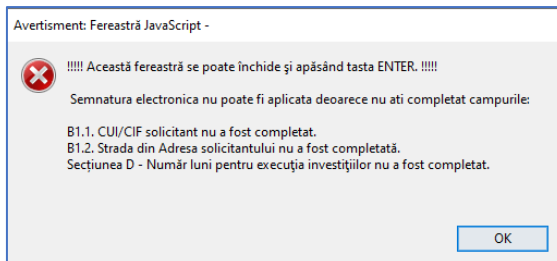 Avertisment: Fereastră JavaScript -
!!!!! Această fereastră se poate închide şi apăsând tasta ENTER. !!!!!
Semnatura electronica nu poate fi aplicata deoarece nu ati completat campurile:
B1.1. CUI/CIF solicitant nu a fost completat.
B1.2. Strada din Adresa solicitantului nu a fost completată.
Secțiunea D - Număr luni pentru execuţia investiţiilor nu a fost completat.
OK